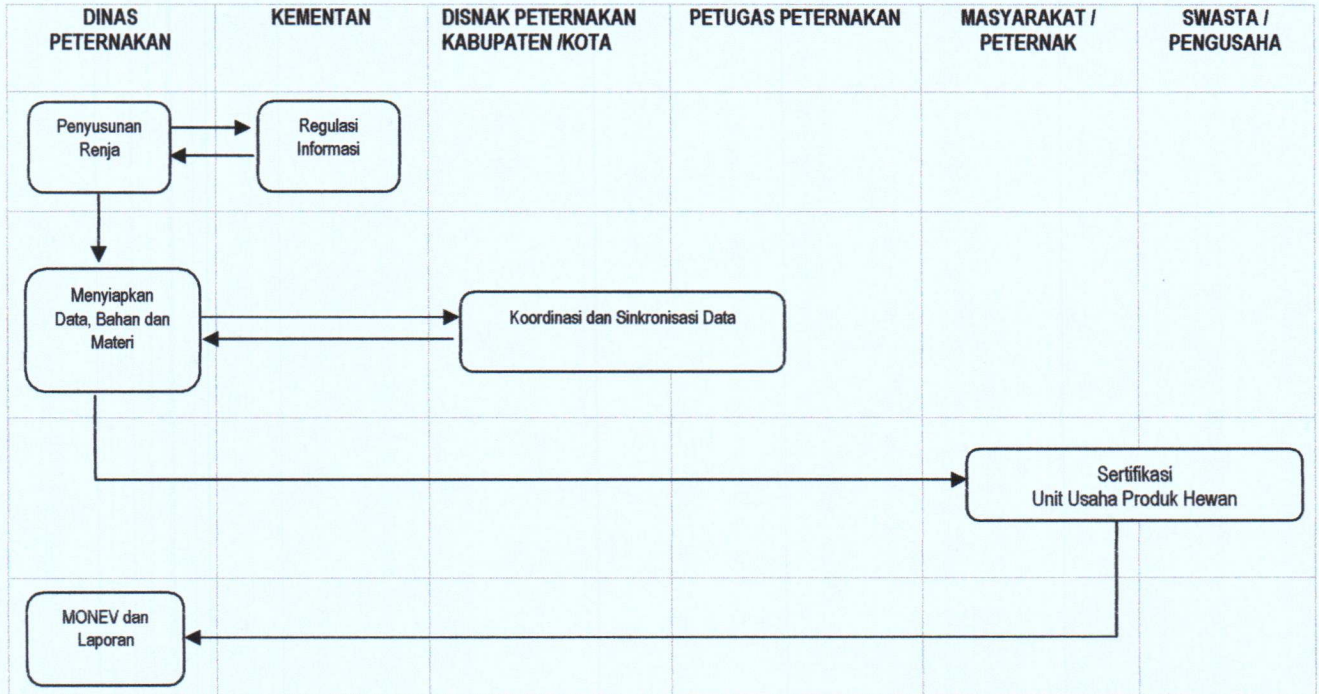 DINAS
PETERNAKAN
KEMENTAN
DISNAK PETERNAKAN
KABUPATEN /KOTA
PETUGAS PETERNAKAN
MASYARAKAT /
PETERNAK
SWASTA /
PENGUSAHA
Penyusunan
Renja
Regulasi
Informasi
Menyiapkan
Data, Bahan dan
Materi
Koordinasi dan Sinkronisasi Data
Sertifikasi
Unit Usaha Produk Hewan
MONEV dan
Laporan